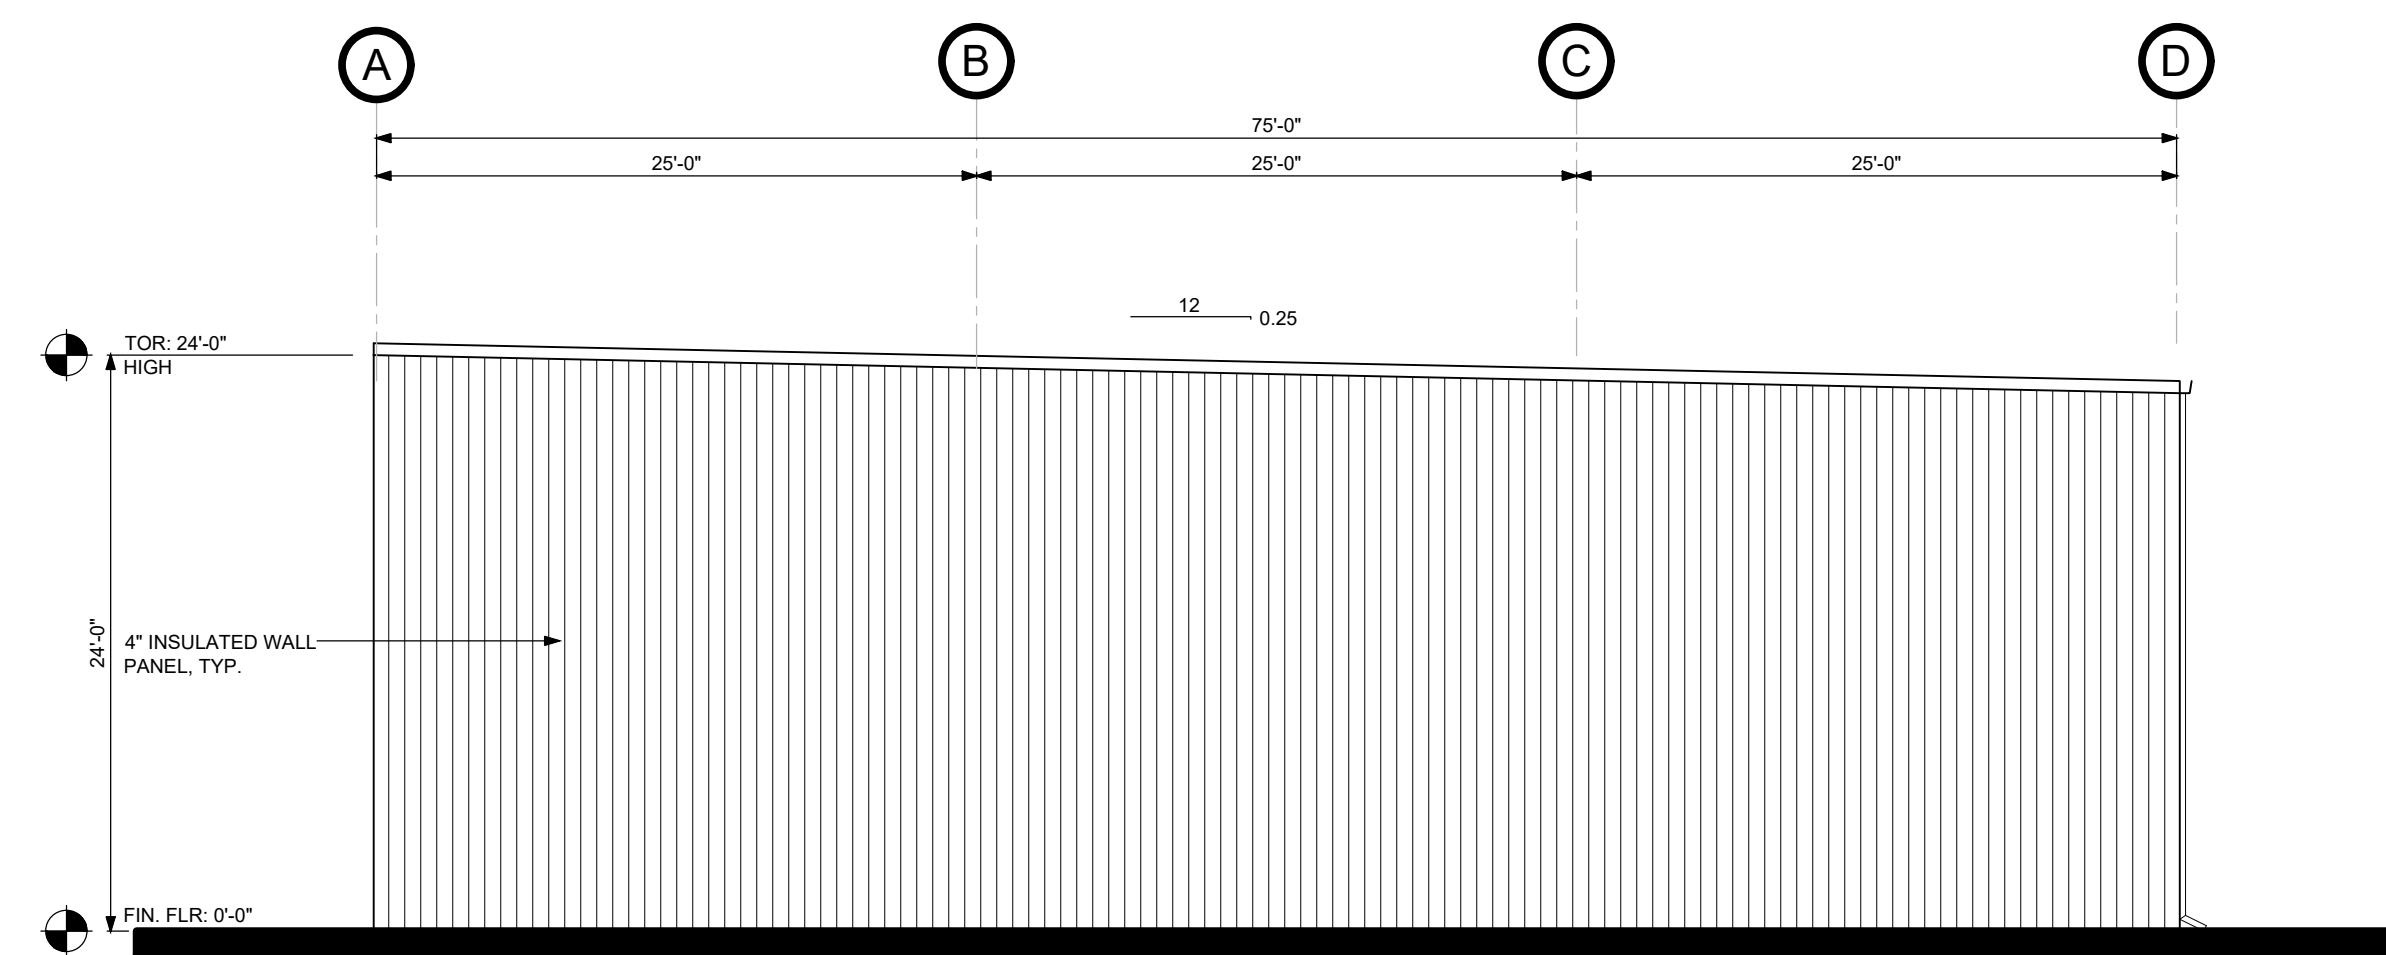 A
B
C
D
75'-0"
25'-0"
25'-0"
25'-0"
12
0.25
TOR: 24'-0"
HIGH
24'-0"
4" INSULATED WALL
PANEL, TYP.
FIN. FLR: 0'-0"